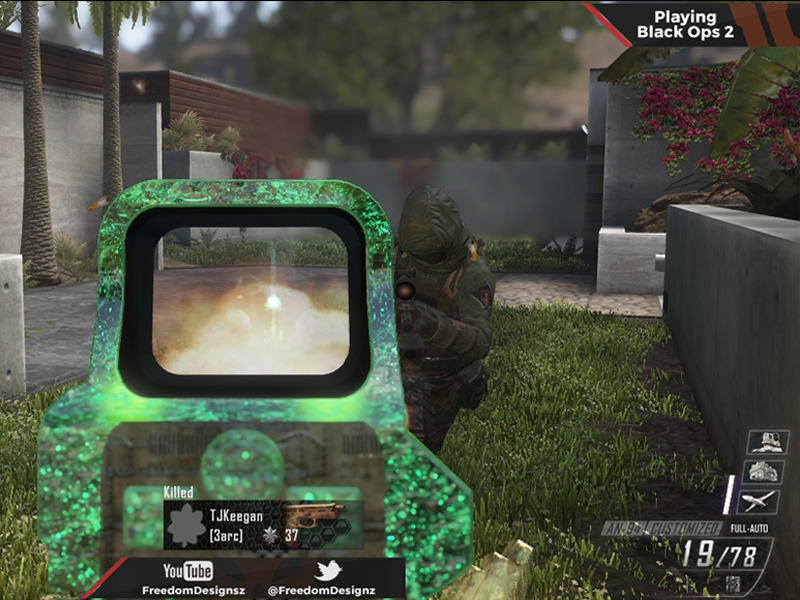 Playing
Black Ops 2
Killed
TJKeegan
[3arc]
37
AN-94 CUSTOMIZED
FULL-AUTO
19/78
YouTube
FreedomDesignsz
@FreedomDesignz